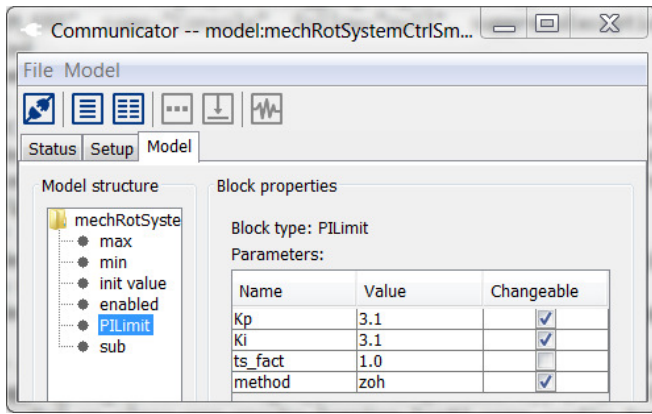 Communicator -- model:mechRotSystemCtrlSm...
File Model
Status Setup Model
Model structure
mechRotSyste
max
min
init value
enabled
PILimit
sub
Block properties
Block type: PILimit
Parameters:
Name Value Changeable
Kp 3.1
Ki 3.1
ts_fact 1.0
method zoh